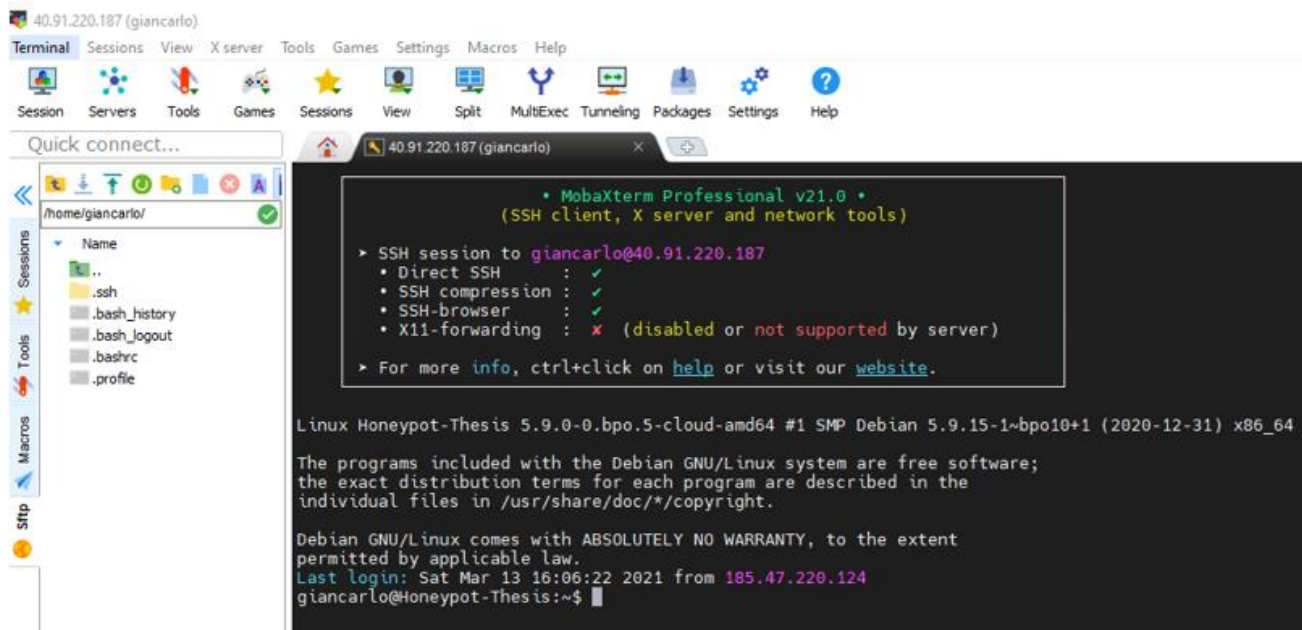 40.91.220.187 (giancarlo)
Terminal Sessions View X server Tools Games Settings Macros Help
Session Servers Tools Games Sessions View Split MultiExec Tunneling Packages Settings Help
Quick connect...
40.91.220.187 (giancarlo)
/home/giancarlo/
Name
..
.ssh
.bash_history
.bash_logout
.bashrc
.profile
Sessions
Tools
Macros
Sftp
• MobaXterm Professional v21.0 •
(SSH client, X server and network tools)
➤ SSH session to giancarlo@40.91.220.187
• Direct SSH : ✔
• SSH compression : ✔
• SSH-browser : ✔
• X11-forwarding : ✘ (disabled or not supported by server)
➤ For more info, ctrl+click on help or visit our website.
Linux Honeypot-Thesis 5.9.0-0.bpo.5-cloud-amd64 #1 SMP Debian 5.9.15-1~bpo10+1 (2020-12-31) x86_64
The programs included with the Debian GNU/Linux system are free software;
the exact distribution terms for each program are described in the
individual files in /usr/share/doc/*/copyright.
Debian GNU/Linux comes with ABSOLUTELY NO WARRANTY, to the extent
permitted by applicable law.
Last login: Sat Mar 13 16:06:22 2021 from 185.47.220.124
giancarlo@Honeypot-Thesis:~$